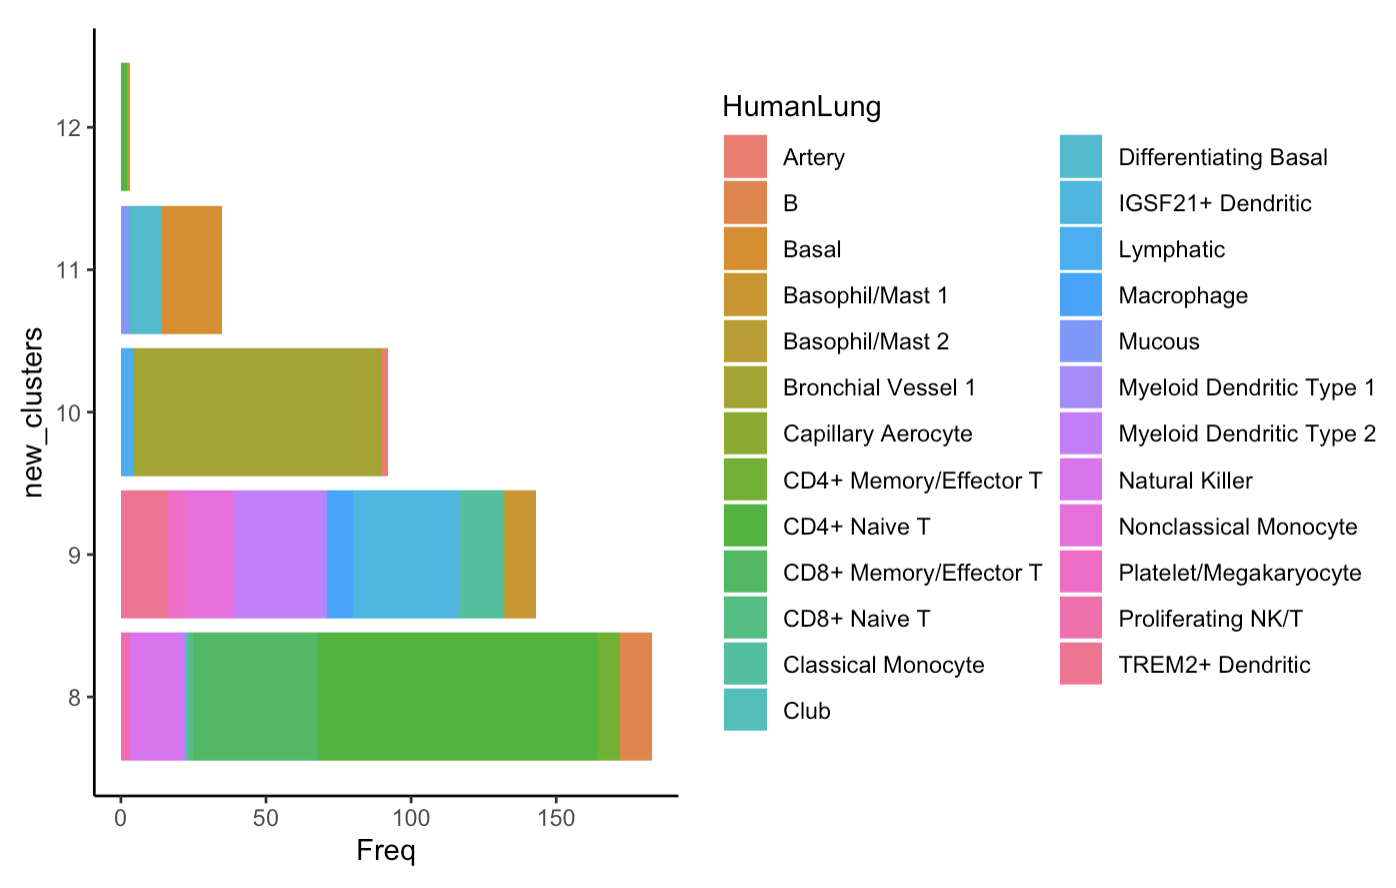 new_clusters
12
11
10
9
8
0
50
100
150
Freq
HumanLung
Artery
B
Basal
Basophil/Mast 1
Basophil/Mast 2
Bronchial Vessel 1
Capillary Aerocyte
CD4+ Memory/Effector T
CD4+ Naive T
CD8+ Memory/Effector T
CD8+ Naive T
Classical Monocyte
Club
Differentiating Basal
IGSF21+ Dendritic
Lymphatic
Macrophage
Mucous
Myeloid Dendritic Type 1
Myeloid Dendritic Type 2
Natural Killer
Nonclassical Monocyte
Platelet/Megakaryocyte
Proliferating NK/T
TREM2+ Dendritic